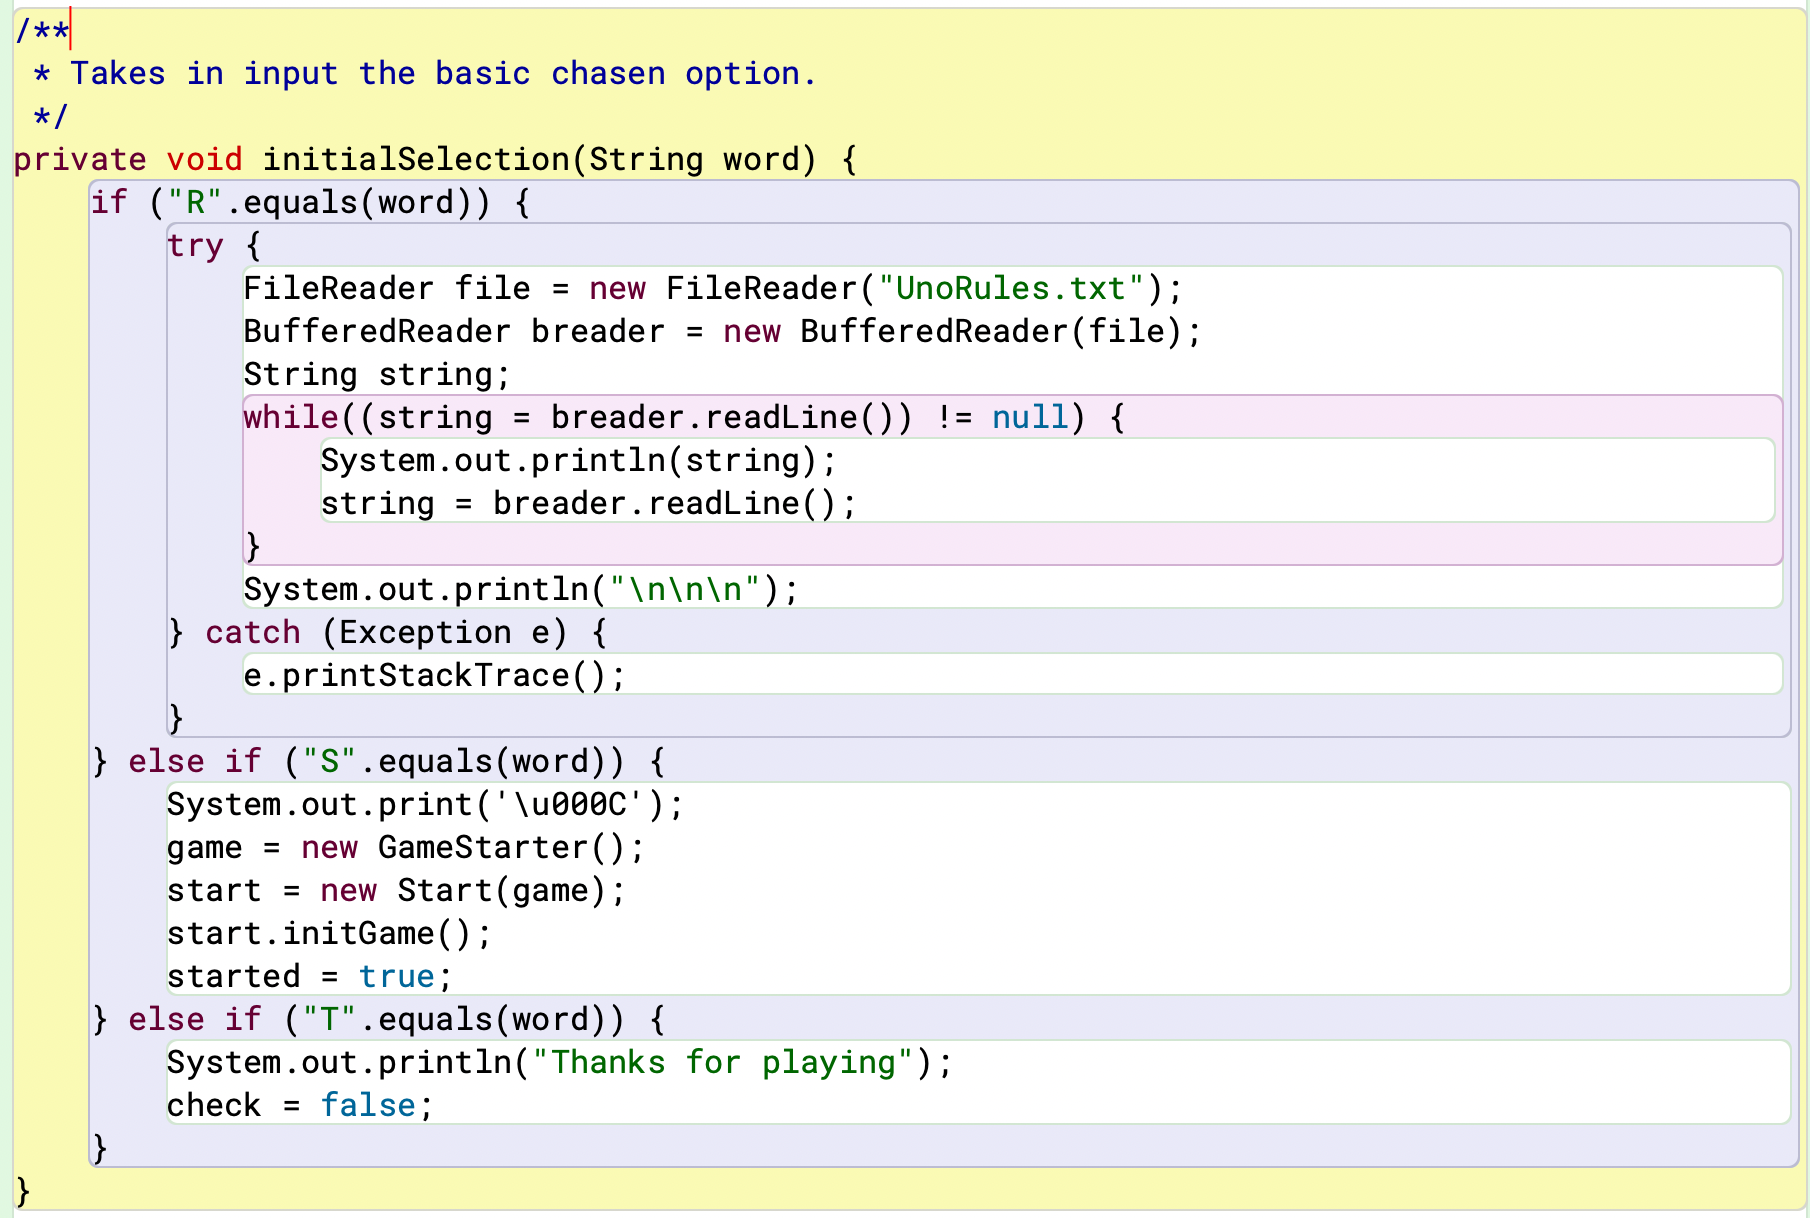 /**
 * Takes in input the basic chasen option.
 */
private void initialSelection(String word) {
    if ("R".equals(word)) {
        try {
            FileReader file = new FileReader("UnoRules.txt");
            BufferedReader breader = new BufferedReader(file);
            String string;
            while((string = breader.readLine()) != null) {
                System.out.println(string);
                string = breader.readLine();
            }
            System.out.println("\n\n\n");
        } catch (Exception e) {
            e.printStackTrace();
        }
    } else if ("S".equals(word)) {
        System.out.print('\u000C');
        game = new GameStarter();
        start = new Start(game);
        start.initGame();
        started = true;
    } else if ("T".equals(word)) {
        System.out.println("Thanks for playing");
        check = false;
    }
}